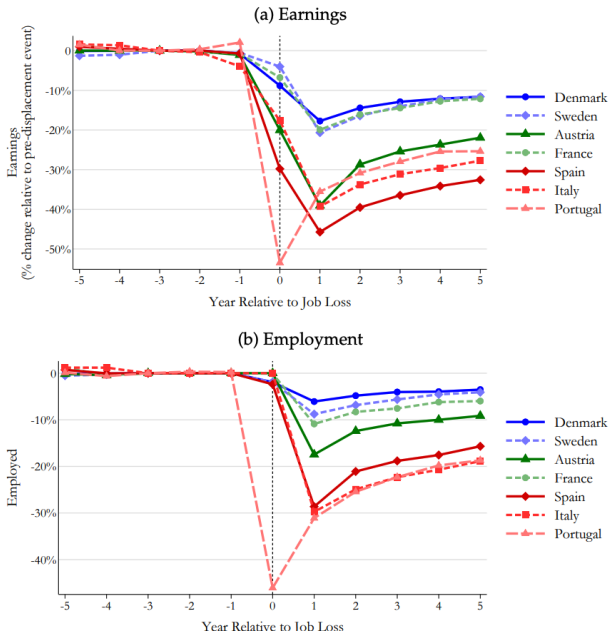 (a) Earnings
Earnings
(% change relative to pre-displacement event)
0
-10%
-20%
-30%
-40%
-50%
-5 -4 -3 -2 -1 0 1 2 3 4 5
Year Relative to Job Loss
Denmark
Sweden
Austria
France
Spain
Italy
Portugal
(b) Employment
Employed
0
-10%
-20%
-30%
-40%
-5 -4 -3 -2 -1 0 1 2 3 4 5
Year Relative to Job Loss
Denmark
Sweden
Austria
France
Spain
Italy
Portugal